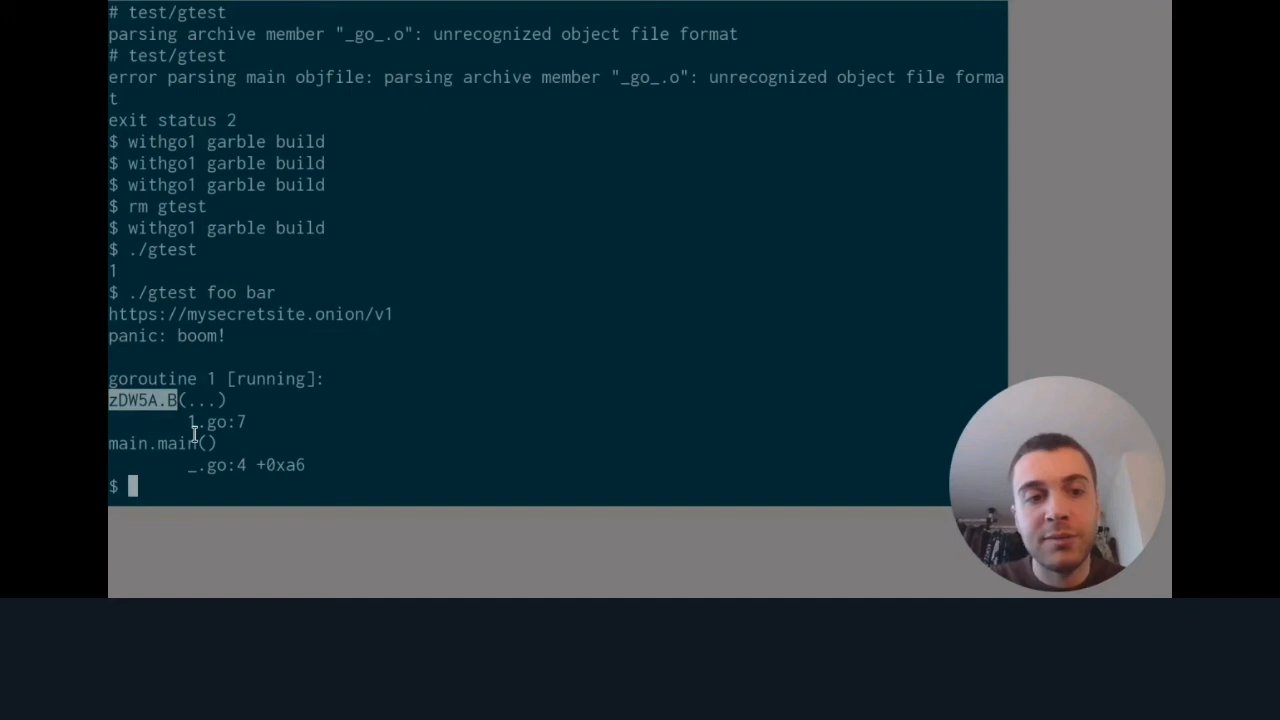 # test/gtest
parsing archive member "_go_.o": unrecognized object file format
# test/gtest
error parsing main objfile: parsing archive member "_go_.o": unrecognized object file forma
t
exit status 2
$ withgo1 garble build
$ withgo1 garble build
$ withgo1 garble build
$ rm gtest
$ withgo1 garble build
$ ./gtest
1
$ ./gtest foo bar
https://mysecretsite.onion/v1
panic: boom!
goroutine 1 [running]:
zDW5A.B(...)
1.go:7
main.main()
_.go:4 +0xa6
$